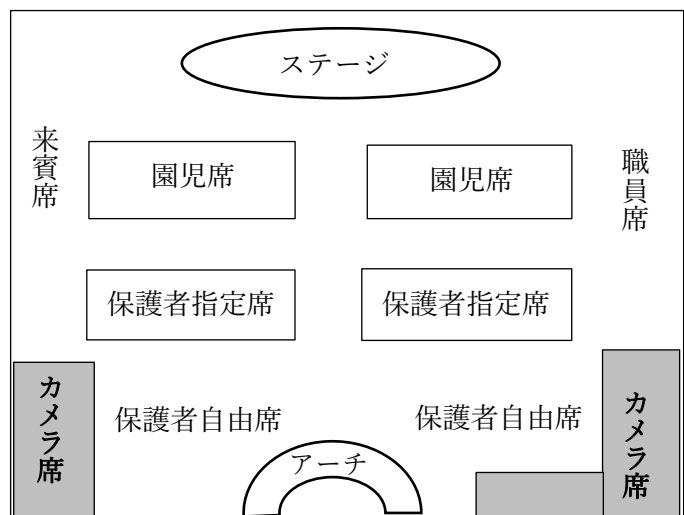 ステージ
来賓席
園児席
園児席
職員席
保護者指定席
保護者指定席
カメラ席
保護者自由席
保護者自由席
カメラ席
アーチ